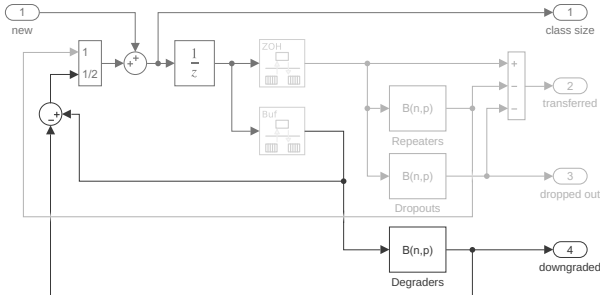 1
new
1
1/2
+
+
1
z
ZOH
Buf
+
−
−
+
−
B(n,p)
Repeaters
B(n,p)
Dropouts
B(n,p)
Degraders
1
class size
2
transferred
3
dropped out
4
downgraded